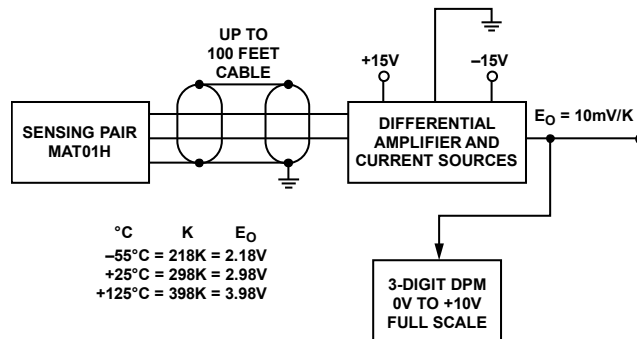 UP TO
100 FEET
CABLE
+15V
–15V
SENSING PAIR
MAT01H
DIFFERENTIAL
AMPLIFIER AND
CURRENT SOURCES
EO = 10mV/K
°C K EO
–55°C = 218K = 2.18V
+25°C = 298K = 2.98V
+125°C = 398K = 3.98V
3-DIGIT DPM
0V TO +10V
FULL SCALE